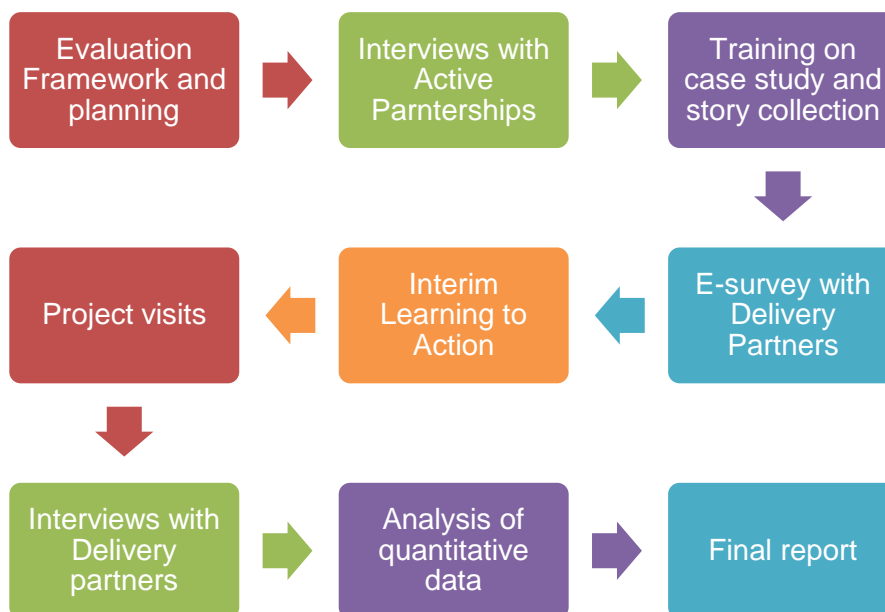 Evaluation
Framework and
planning
Interviews with
Active
Parnterships
Training on
case study and
story collection
E-survey with
Delivery
Partners
Interim
Learning to
Action
Project visits
Interviews with
Delivery
partners
Analysis of
quantitative
data
Final report